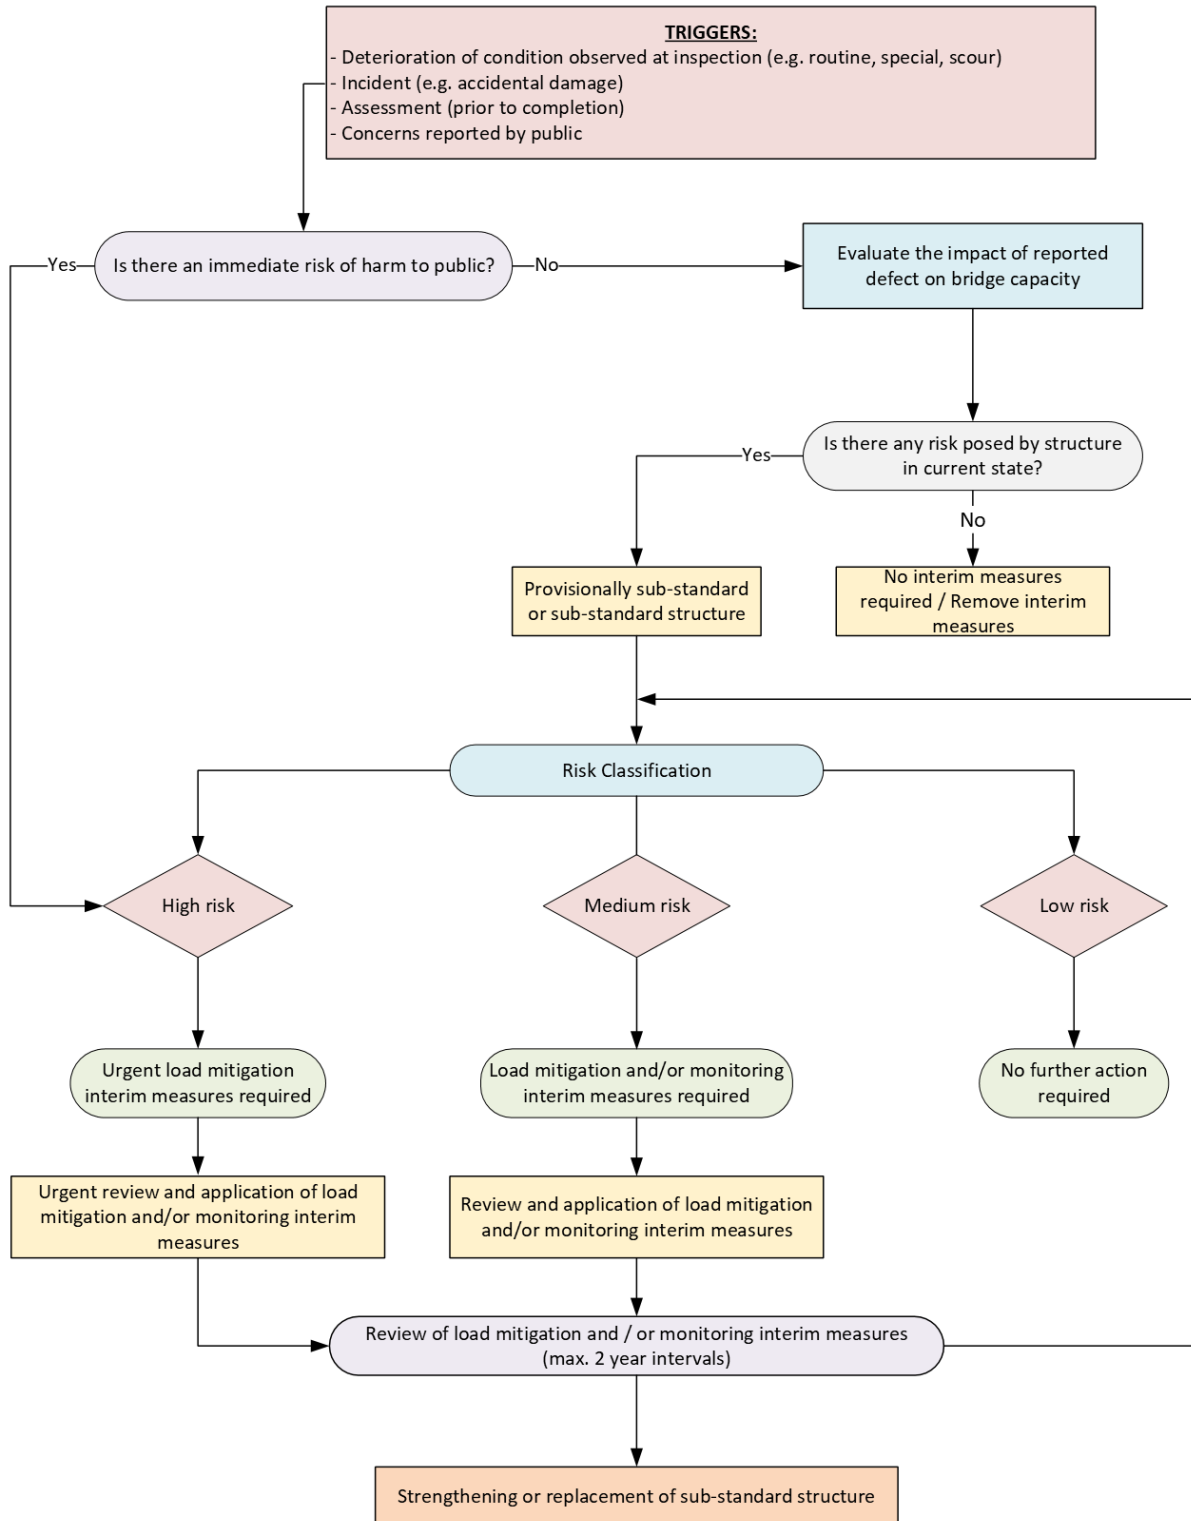 TRIGGERS:
- Deterioration of condition observed at inspection (e.g. routine, special, scour)
- Incident (e.g. accidental damage)
- Assessment (prior to completion)
- Concerns reported by public
Yes
Is there an immediate risk of harm to public?
No
Evaluate the impact of reported
defect on bridge capacity
Is there any risk posed by structure
in current state?
Yes
No
Provisionally sub-standard
or sub-standard structure
No interim measures
required / Remove interim
measures
Risk Classification
High risk
Medium risk
Low risk
Urgent load mitigation
interim measures required
Load mitigation and/or monitoring
interim measures required
No further action
required
Urgent review and application of load
mitigation and/or monitoring interim
measures
Review and application of load mitigation
and/or monitoring interim measures
Review of load mitigation and / or monitoring interim measures
(max. 2 year intervals)
Strengthening or replacement of sub-standard structure